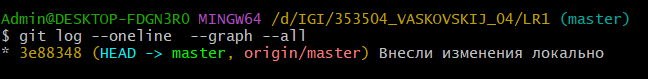 Admin@DESKTOP-FDGN3R0 MINGW64 /d/IGI/353504_VASKOVSKIJ_04/LR1 (master)
$ git log --oneline  --graph --all
* 3e88348 (HEAD -> master, origin/master) Внесли изменения локально